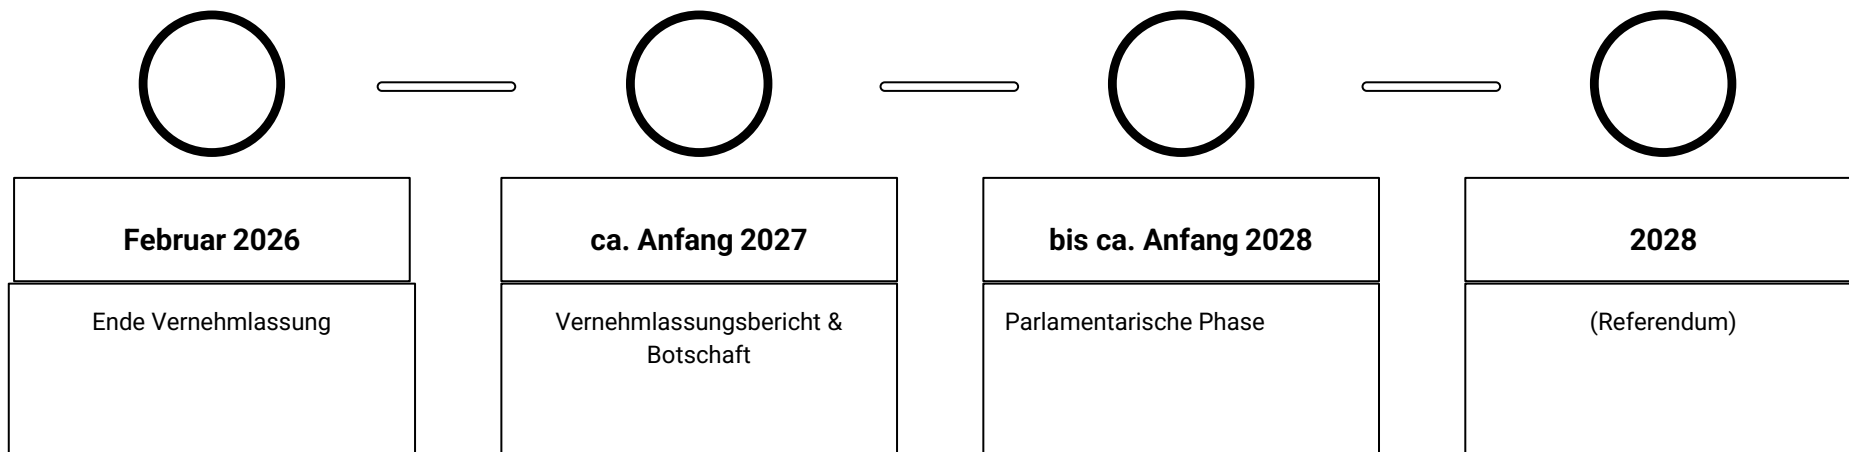 Februar 2026
Ende Vernehmlassung
ca. Anfang 2027
Vernehmlassungsbericht &
Botschaft
bis ca. Anfang 2028
Parlamentarische Phase
2028
(Referendum)